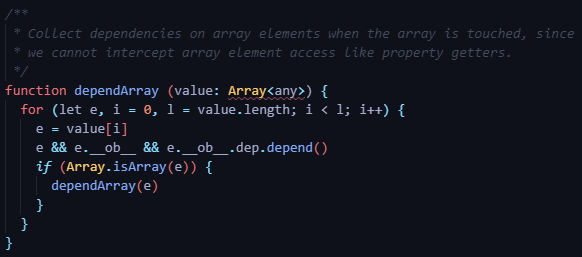 /**
 * Collect dependencies on array elements when the array is touched, since
 * we cannot intercept array element access like property getters.
 */
function dependArray (value: Array<any>) {
  for (let e, i = 0, l = value.length; i < l; i++) {
    e = value[i]
    e && e.__ob__ && e.__ob__.dep.depend()
    if (Array.isArray(e)) {
      dependArray(e)
    }
  }
}